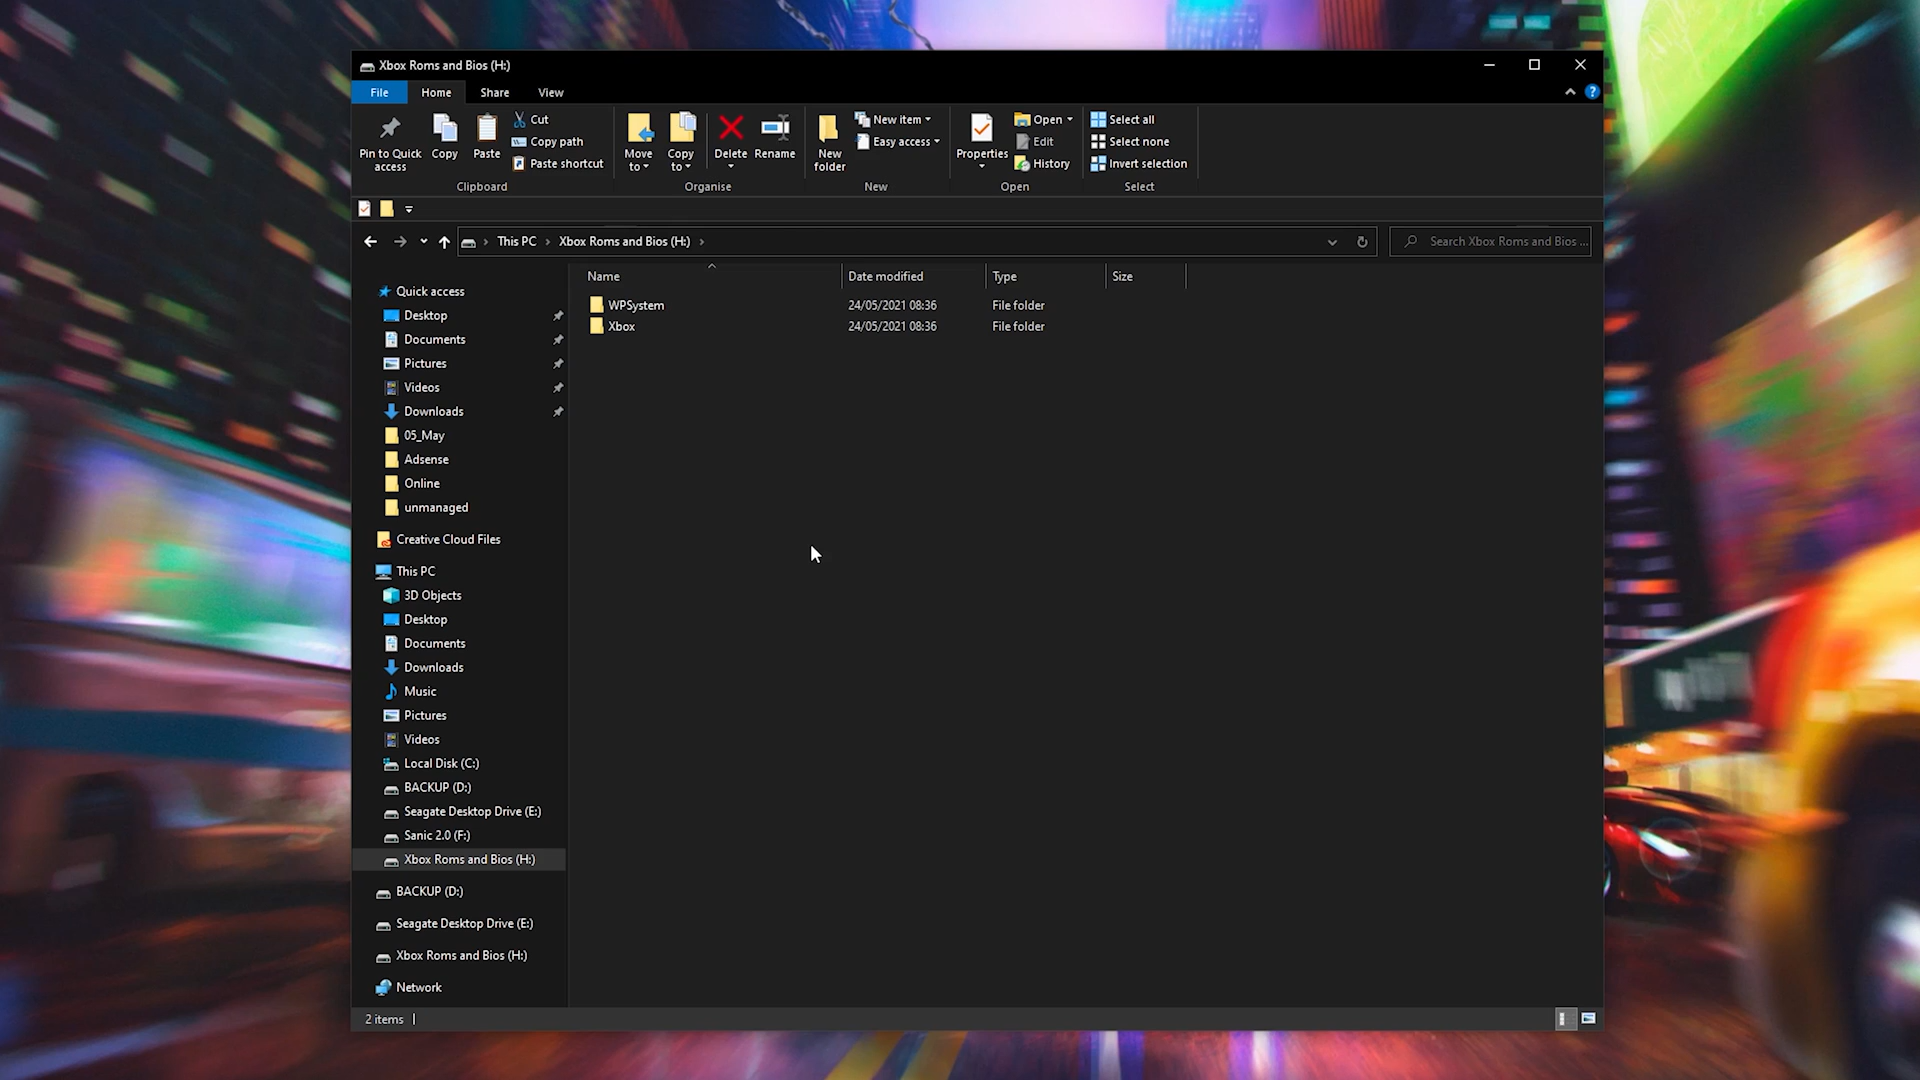 Xbox Roms and Bios (H:)
File Home Share View
Pin to Quick access
Copy
Paste
Cut
Copy path
Paste shortcut
Clipboard
Move to
Copy to
Delete
Rename
Organise
New folder
New item
Easy access
New
Properties
Open
Edit
History
Open
Select all
Select none
Invert selection
Select
This PC Xbox Roms and Bios (H:)
Search Xbox Roms and Bios ...
Name Date modified Type Size
WPSystem 24/05/2021 08:36 File folder
Xbox 24/05/2021 08:36 File folder
Quick access
Desktop
Documents
Pictures
Videos
Downloads
05_May
Adsense
Online
unmanaged
Creative Cloud Files
This PC
3D Objects
Desktop
Documents
Downloads
Music
Pictures
Videos
Local Disk (C:)
BACKUP (D:)
Seagate Desktop Drive (E:)
Sanic 2.0 (F:)
Xbox Roms and Bios (H:)
BACKUP (D:)
Seagate Desktop Drive (E:)
Xbox Roms and Bios (H:)
Network
2 items